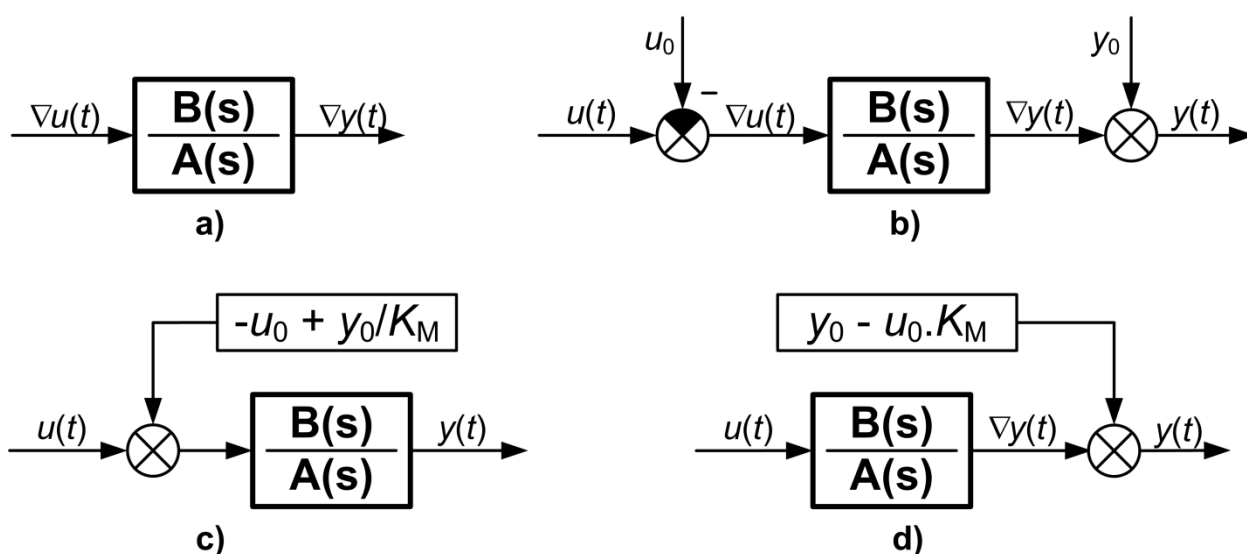 ∇u(t)
B(s)
A(s)
∇y(t)
a)
u0
–
u(t)
∇u(t)
B(s)
A(s)
∇y(t)
y0
y(t)
b)
-u0 + y0/KM
u(t)
B(s)
A(s)
y(t)
c)
y0 - u0.KM
u(t)
B(s)
A(s)
∇y(t)
y(t)
d)